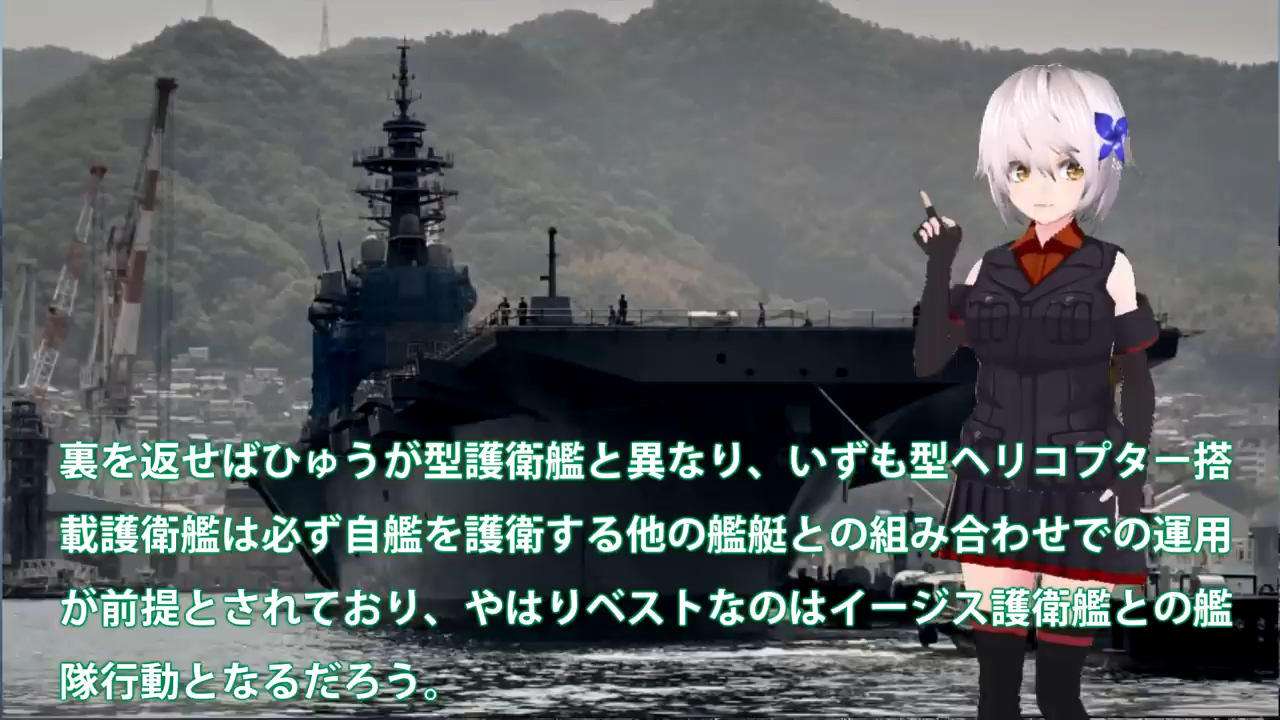 裏を返せばひゅうが型護衛艦と異なり、いずも型ヘリコプター搭
載護衛艦は必ず自艦を護衛する他の艦艇との組み合わせでの運用
が前提とされており、やはりベストなのはイージス護衛艦との艦
隊行動となるだろう。